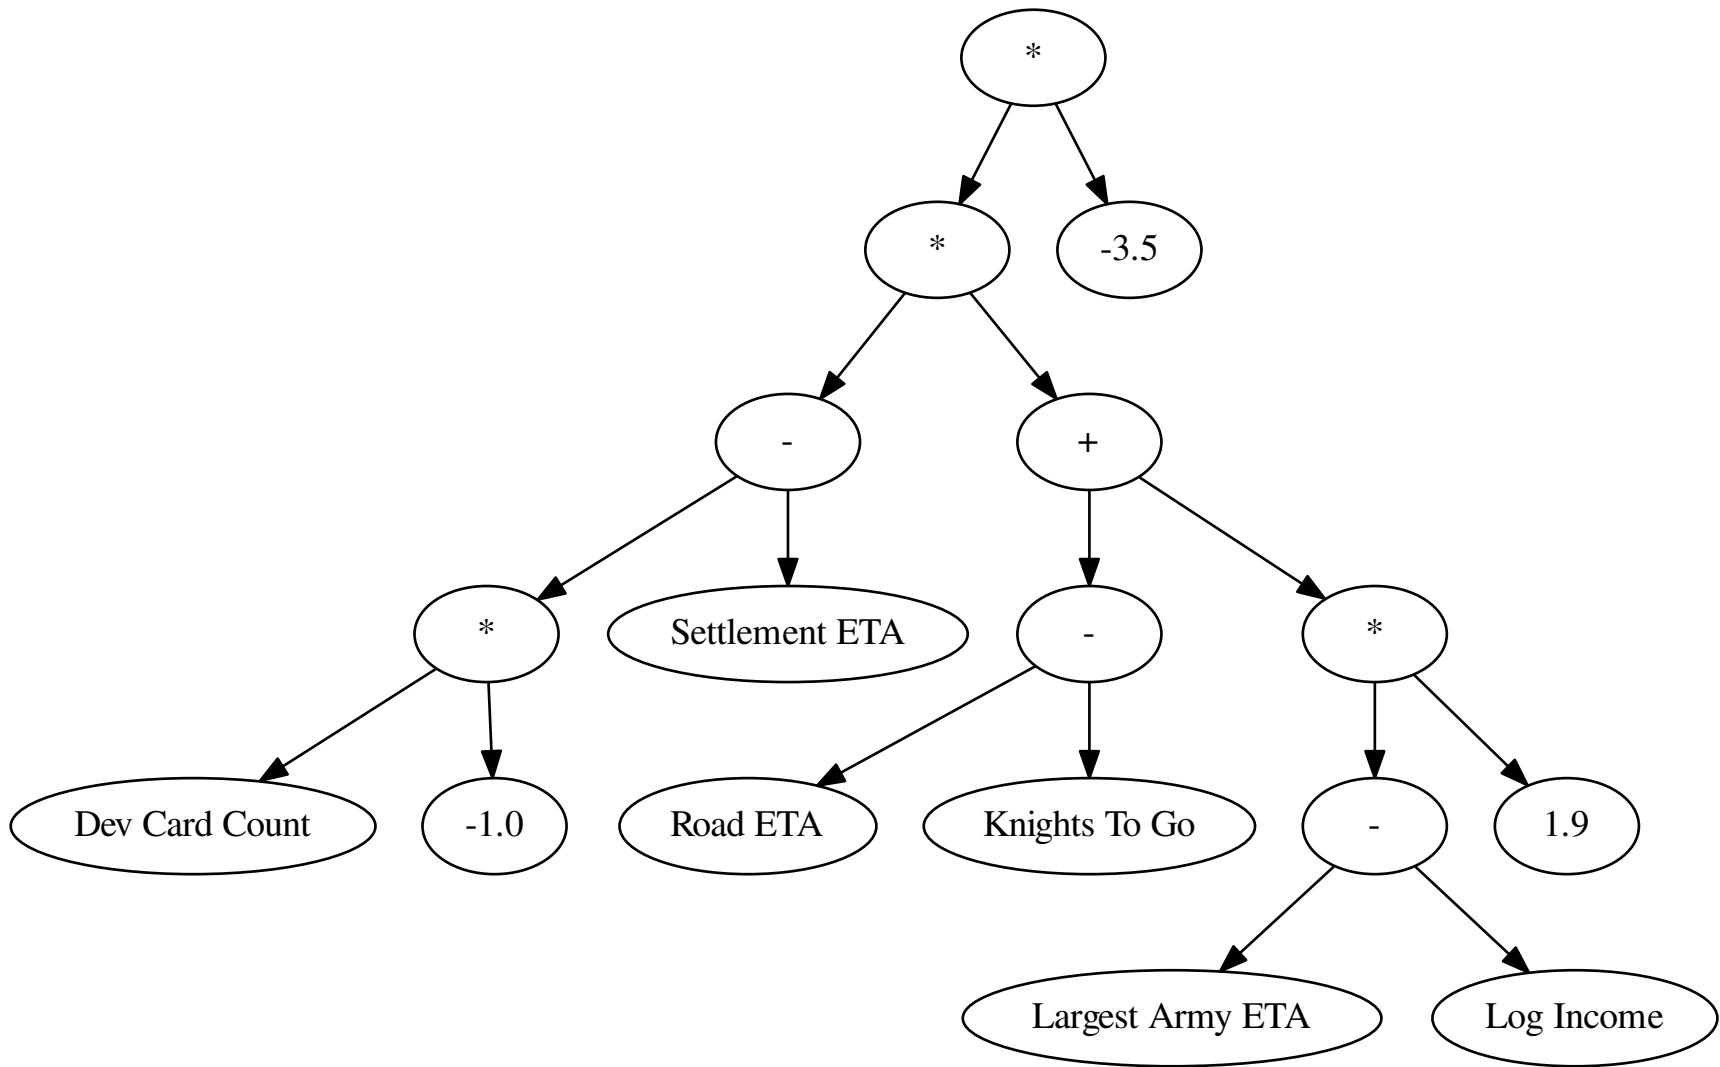 *
*
-3.5
-
+
*
Settlement ETA
-
*
Dev Card Count
-1.0
Road ETA
Knights To Go
-
1.9
Largest Army ETA
Log Income